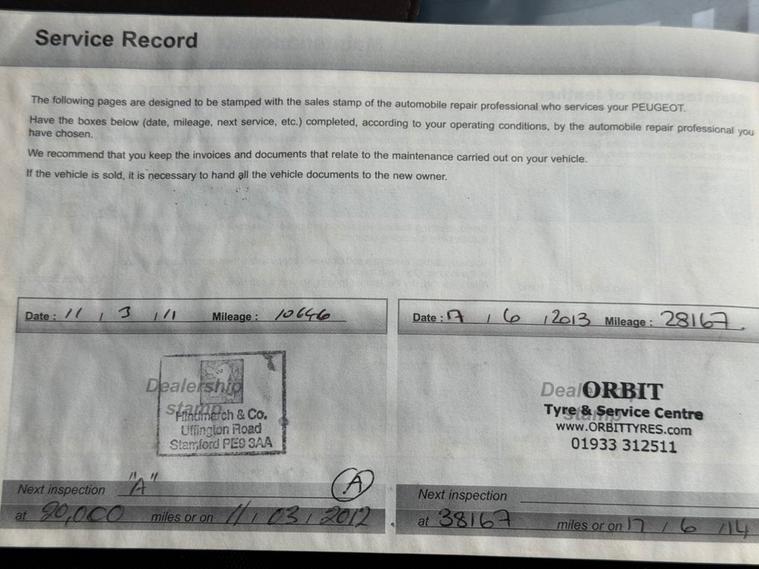 Service Record
The following pages are designed to be stamped with the sales stamp of the automobile repair professional who services your PEUGEOT.
Have the boxes below (date, mileage, next service, etc.) completed, according to your operating conditions, by the automobile repair professional you
have chosen.
We recommend that you keep the invoices and documents that relate to the maintenance carried out on your vehicle.
If the vehicle is sold, it is necessary to hand all the vehicle documents to the new owner.
Date : 11 / 3 / 11 Mileage : 10646
Dealership
stamp
& Co.
Uffington Road
Stamford PE9 3AA
Next inspection "A" A
at 20,000 miles or on 11 / 03 / 2012
Date : 17 / 6 / 2013 Mileage : 28167
ORBIT
Tyre & Service Centre
www.ORBITTYRES.com
01933 312511
Next inspection
at 38167 miles or on 17 / 6 / 14